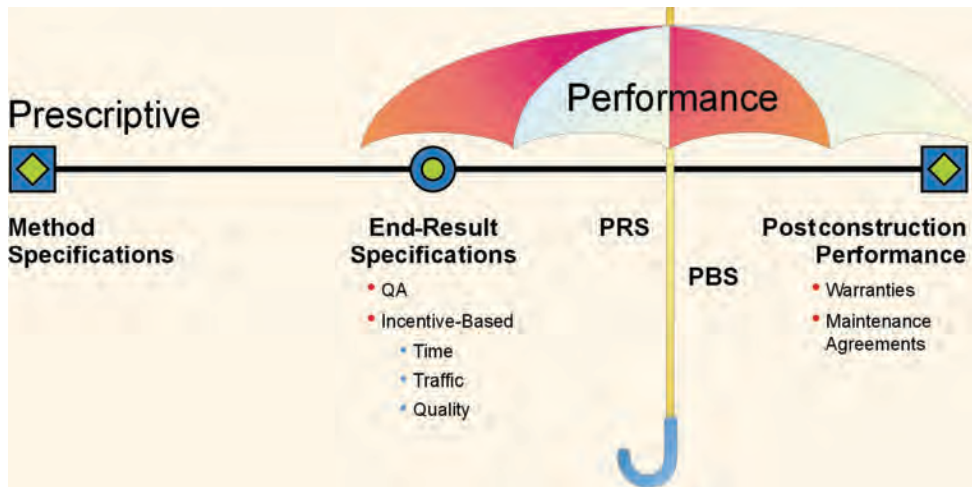 Performance
Prescriptive
Method
Specifications
End-Result
Specifications
• QA
• Incentive-Based
• Time
• Traffic
• Quality
PRS
PBS
Postconstruction
Performance
• Warranties
• Maintenance
Agreements